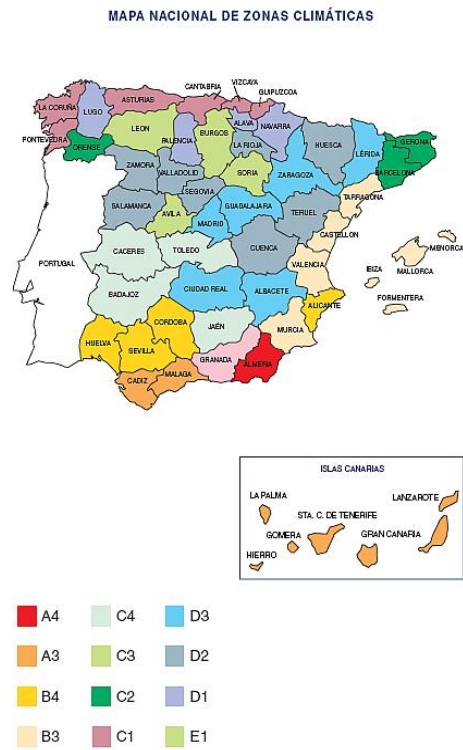 MAPA NACIONAL DE ZONAS CLIMÁTICAS
CANTABRIA
VIZCAYA
GUIPUZCOA
LA CORUÑA
LUGO
ASTURIAS
ALAVA
NAVARRA
PONTEVEDRA
ORENSE
LEON
PALENCIA
BURGOS
LA RIOJA
HUESCA
LÉRIDA
GERONA
BARCELONA
ZAMORA
VALLADOLID
SORIA
ZARAGOZA
TARRAGONA
SALAMANCA
SEGOVIA
AVILA
MADRID
GUADALAJARA
TERUEL
CASTELLON
MENORCA
MALLORCA
PORTUGAL
CACERES
TOLEDO
CUENCA
VALENCIA
IBIZA
FORMENTERA
BADAJOZ
CIUDAD REAL
ALBACETE
ALICANTE
HUELVA
SEVILLA
CORDOBA
JAÉN
MURCIA
GRANADA
ALMERIA
CADIZ
MALAGA
ISLAS CANARIAS
LA PALMA
LANZAROTE
STA. C. DE TENERIFE
GOMERA
GRAN CANARIA
HIERRO
A4 C4 D3
A3 C3 D2
B4 C2 D1
B3 C1 E1